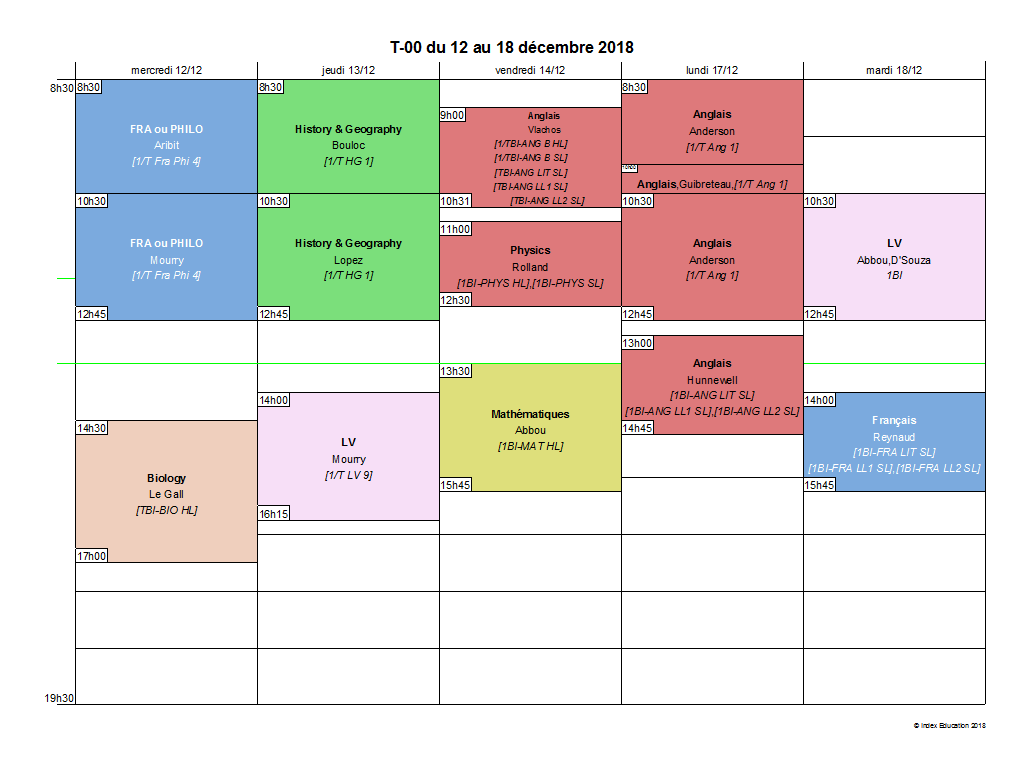 T-00 du 12 au 18 décembre 2018
mercredi 12/12
jeudi 13/12
vendredi 14/12
lundi 17/12
mardi 18/12
8h30
8h30
FRA ou PHILO
Aribit
[1/T Fra Phi 4]
10h30
FRA ou PHILO
Mourry
[1/T Fra Phi 4]
12h45
14h30
Biology
Le Gall
[TBI-BIO HL]
17h00
8h30
History & Geography
Bouloc
[1/T HG 1]
10h30
History & Geography
Lopez
[1/T HG 1]
12h45
14h00
LV
Mourry
[1/T LV 9]
16h15
9h00
Anglais
Vlachos
[1/TBI-ANG B HL]
[1/TBI-ANG B SL]
[TBI-ANG LIT SL]
[TBI-ANG LL1 SL]
[TBI-ANG LL2 SL]
10h31
11h00
Physics
Rolland
[1BI-PHYS HL],[1BI-PHYS SL]
12h30
13h30
Mathématiques
Abbou
[1BI-MAT HL]
15h45
8h30
Anglais
Anderson
[1/T Ang 1]
Anglais,Guibreteau,[1/T Ang 1]
10h30
Anglais
Anderson
[1/T Ang 1]
12h45
13h00
Anglais
Hunnewell
[1BI-ANG LIT SL]
[1BI-ANG LL1 SL],[1BI-ANG LL2 SL]
14h45
10h30
LV
Abbou,D'Souza
1BI
12h45
14h00
Français
Reynaud
[1BI-FRA LIT SL]
[1BI-FRA LL1 SL],[1BI-FRA LL2 SL]
15h45
19h30
© Index Education 2018